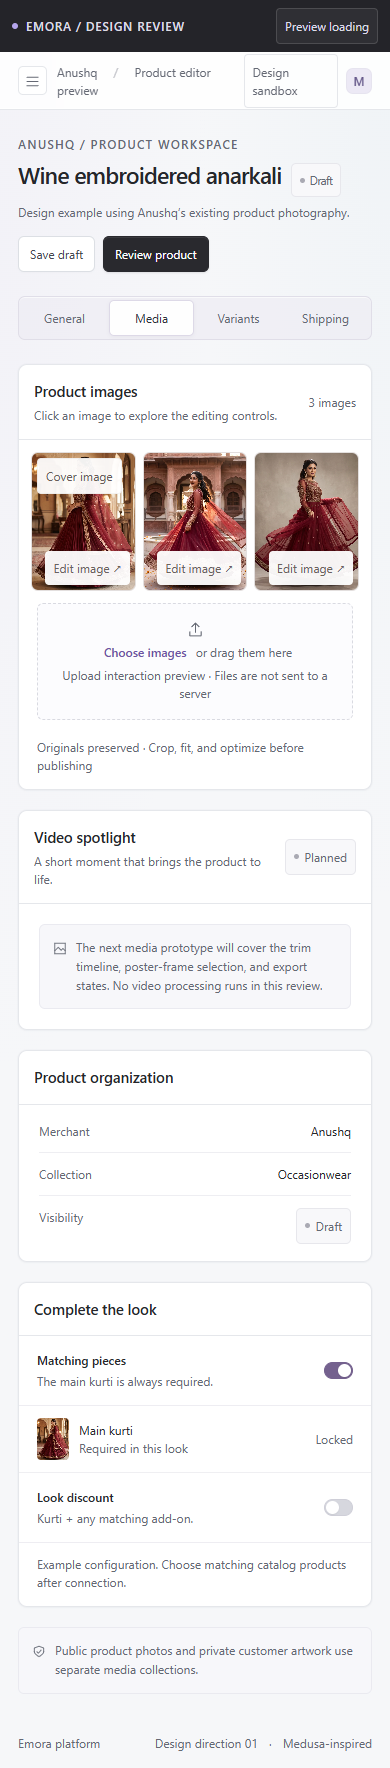 EMORA / DESIGN REVIEW
Preview loading
Anushq preview / Product editor
Design sandbox
M
ANUSHQ / PRODUCT WORKSPACE
Wine embroidered anarkali
Draft
Design example using Anushq's existing product photography.
Save draft
Review product
General
Media
Variants
Shipping
Product images
Click an image to explore the editing controls.
3 images
Cover image
Edit image ↗
Edit image ↗
Edit image ↗
Choose images or drag them here
Upload interaction preview · Files are not sent to a
server
Originals preserved · Crop, fit, and optimize before
publishing
Video spotlight
A short moment that brings the product to
life.
Planned
The next media prototype will cover the trim
timeline, poster-frame selection, and export
states. No video processing runs in this review.
Product organization
Merchant
Anushq
Collection
Occasionwear
Visibility
Draft
Complete the look
Matching pieces
The main kurti is always required.
Main kurti
Required in this look
Locked
Look discount
Kurti + any matching add-on.
Example configuration. Choose matching catalog products
after connection.
Public product photos and private customer artwork use
separate media collections.
Emora platform
Design direction 01 · Medusa-inspired